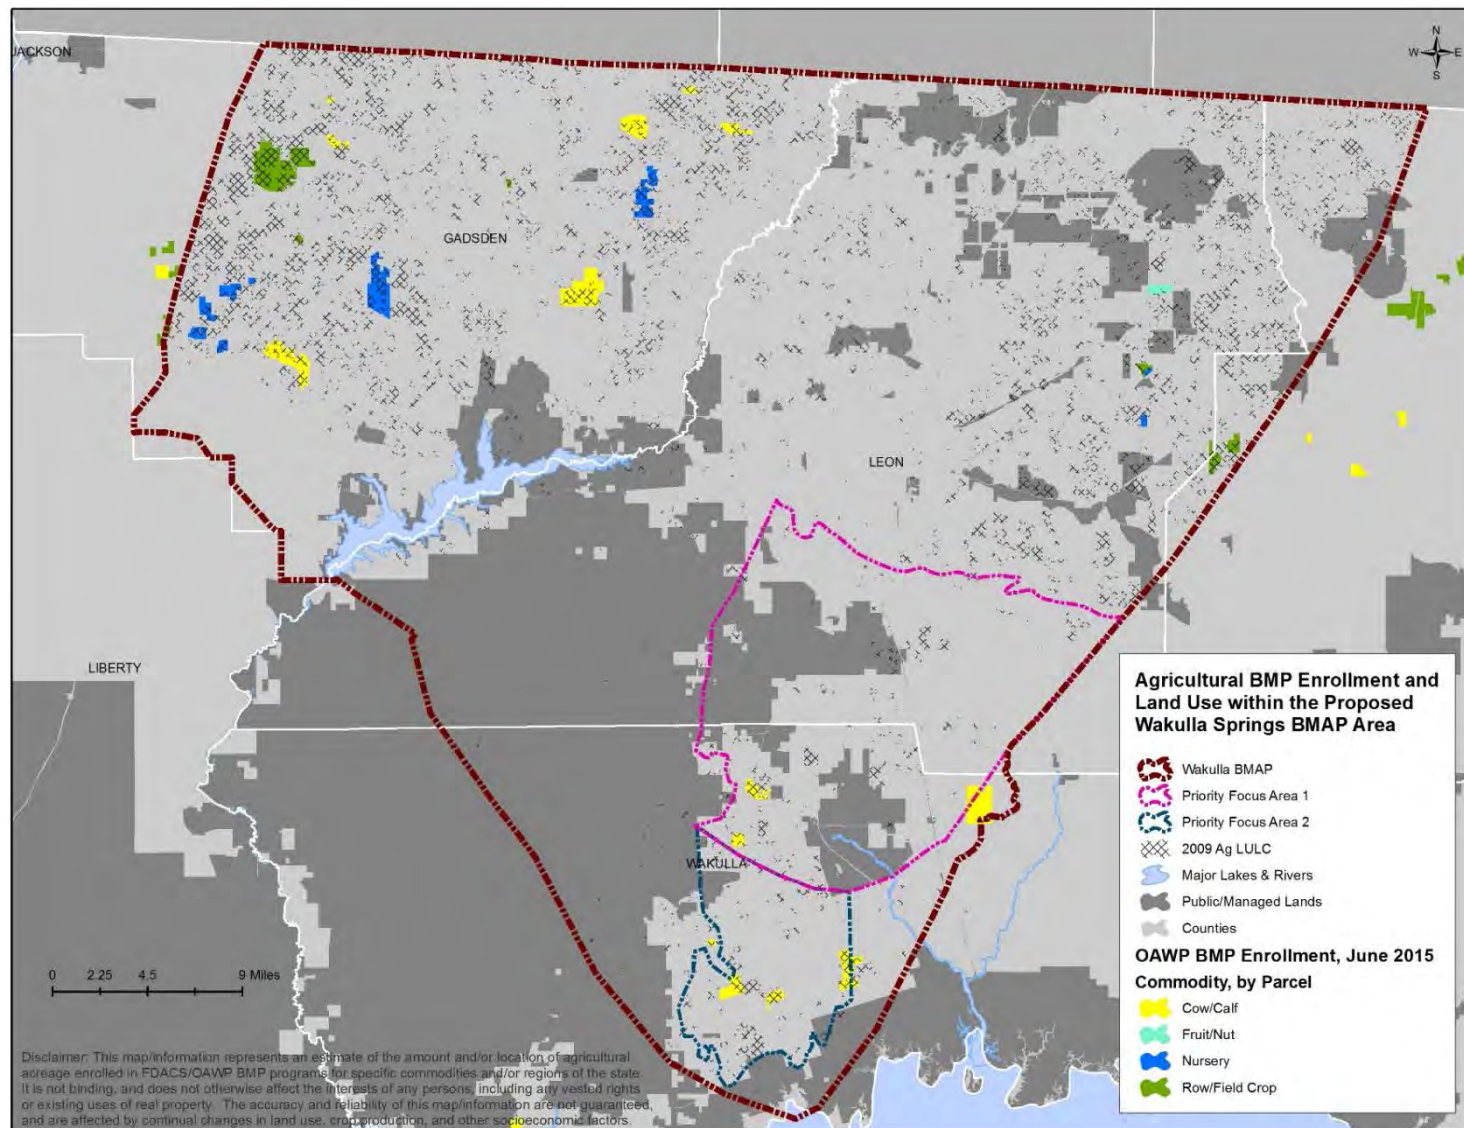 JACKSON
N
W E
S
GADSDEN
LEON
LIBERTY
WAKULLA
Agricultural BMP Enrollment and
Land Use within the Proposed
Wakulla Springs BMAP Area
Wakulla BMAP
Priority Focus Area 1
Priority Focus Area 2
2009 Ag LULC
Major Lakes & Rivers
Public/Managed Lands
Counties
OAWP BMP Enrollment, June 2015
Commodity, by Parcel
Cow/Calf
Fruit/Nut
Nursery
Row/Field Crop
0 2.25 4.5 9 Miles
Disclaimer: This map/information represents an estimate of the amount and/or location of agricultural
acreage enrolled in FDACS/OAWP BMP programs for specific commodities and/or regions of the state.
It is not binding, and does not otherwise affect the interests of any persons, including any vested rights
or existing uses of real property. The accuracy and reliability of this map/information are not guaranteed,
and are affected by continual changes in land use, crop production, and other socioeconomic factors.